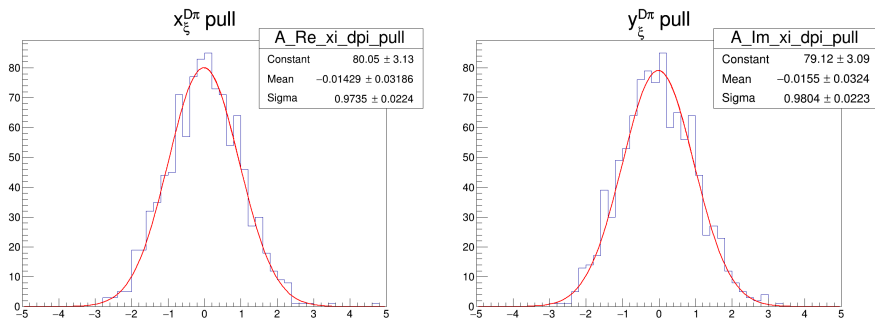 x_ξ^{Dπ} pull
A_Re_xi_dpi_pull
Constant 80.05 ± 3.13
Mean −0.01429 ± 0.03186
Sigma 0.9735 ± 0.0224
80
70
60
50
40
30
20
10
0
−5 −4 −3 −2 −1 0 1 2 3 4 5
y_ξ^{Dπ} pull
A_Im_xi_dpi_pull
Constant 79.12 ± 3.09
Mean −0.0155 ± 0.0324
Sigma 0.9804 ± 0.0223
80
70
60
50
40
30
20
10
0
−5 −4 −3 −2 −1 0 1 2 3 4 5